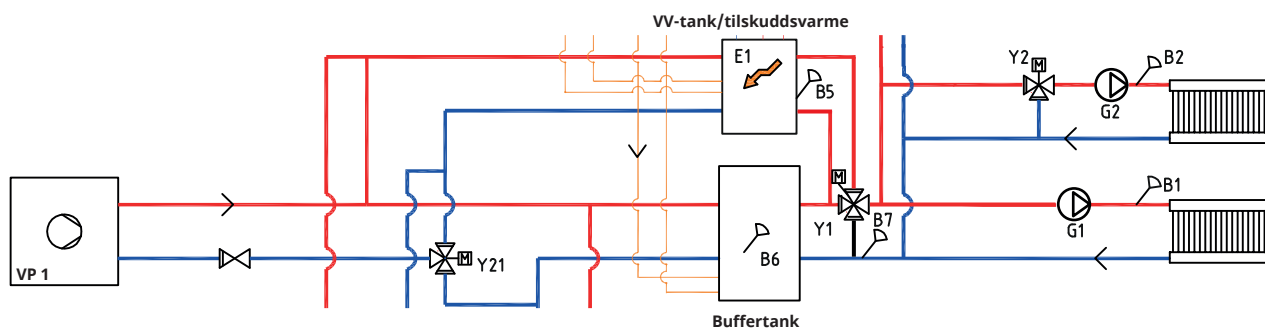 VV-tank/tilskuddsvarme
E1
M
Y2
B2
B5
G2
M
B1
Y1
B7
G1
VP 1
M
Y21
B6
Buffertank